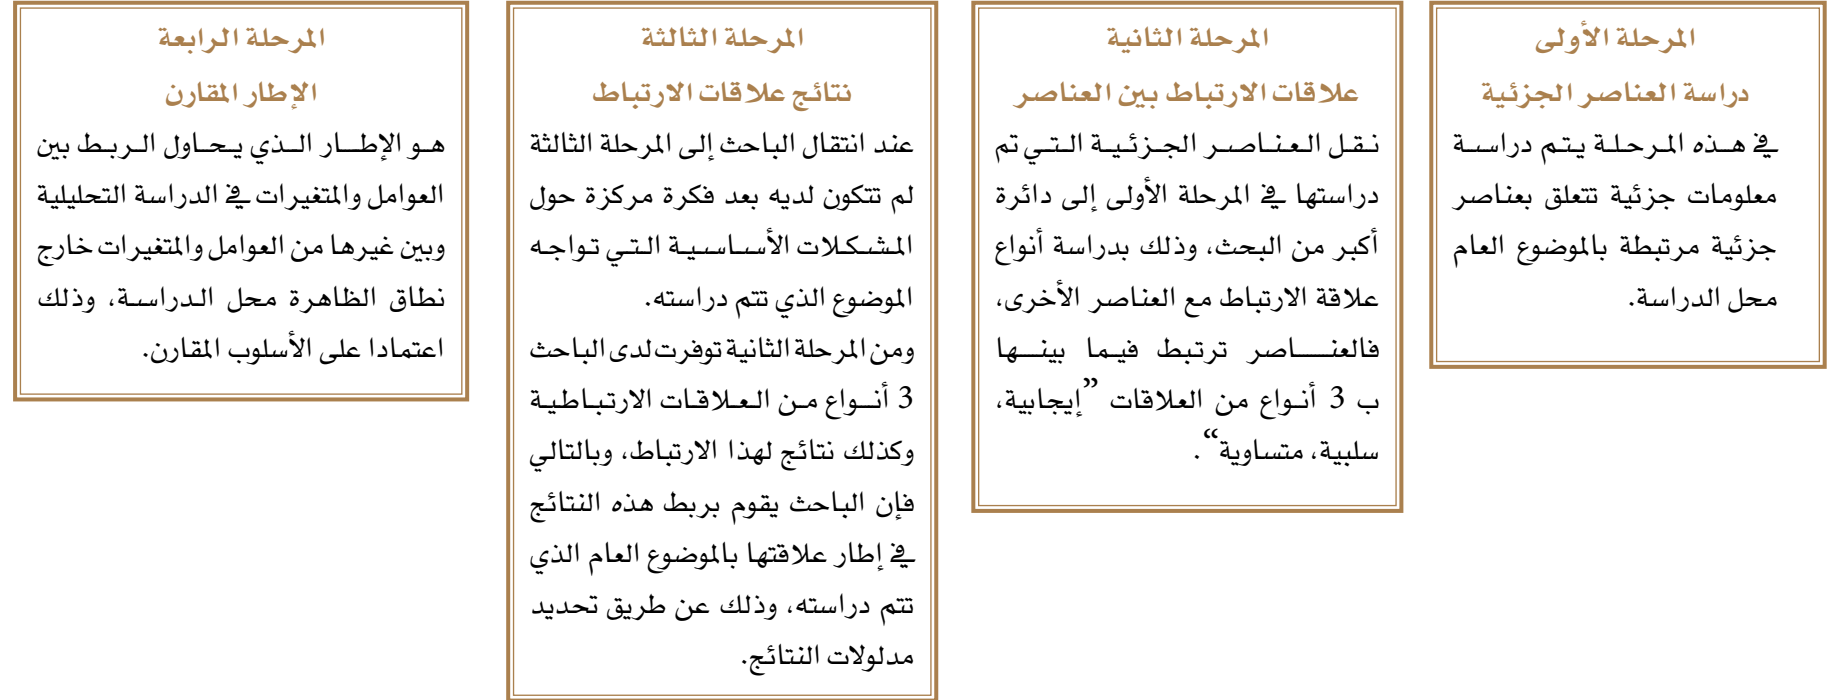 المرحلة الأولى
دراسة العناصر الجزئية
في هذه المرحلة يتم دراسة
معلومات جزئية تتعلق بعناصر
جزئية مرتبطة بالموضوع العام
محل الدراسة.
المرحلة الثانية
علاقات الارتباط بين العناصر
نقل العناصر الجزئية التي تم
دراستها في المرحلة الأولى إلى دائرة
أكبر من البحث، وذلك بدراسة أنواع
علاقة الارتباط مع العناصر الأخرى،
فالعناصر ترتبط فيما بينها
ب 3 أنواع من العلاقات ”إيجابية،
سلبية، متساوية“.
المرحلة الثالثة
نتائج علاقات الارتباط
عند انتقال الباحث إلى المرحلة الثالثة
لم تتكون لديه بعد فكرة مركزة حول
المشكلات الأساسية التي تواجه
الموضوع الذي تتم دراسته.
ومن المرحلة الثانية توفرت لدى الباحث
3 أنواع من العلاقات الارتباطية
وكذلك نتائج لهذا الارتباط، وبالتالي
فإن الباحث يقوم بربط هذه النتائج
في إطار علاقتها بالموضوع العام الذي
تتم دراسته، وذلك عن طريق تحديد
مدلولات النتائج.
المرحلة الرابعة
الإطار المقارن
هو الإطار الذي يحاول الربط بين
العوامل والمتغيرات في الدراسة التحليلية
وبين غيرها من العوامل والمتغيرات خارج
نطاق الظاهرة محل الدراسة، وذلك
اعتمادا على الأسلوب المقارن.